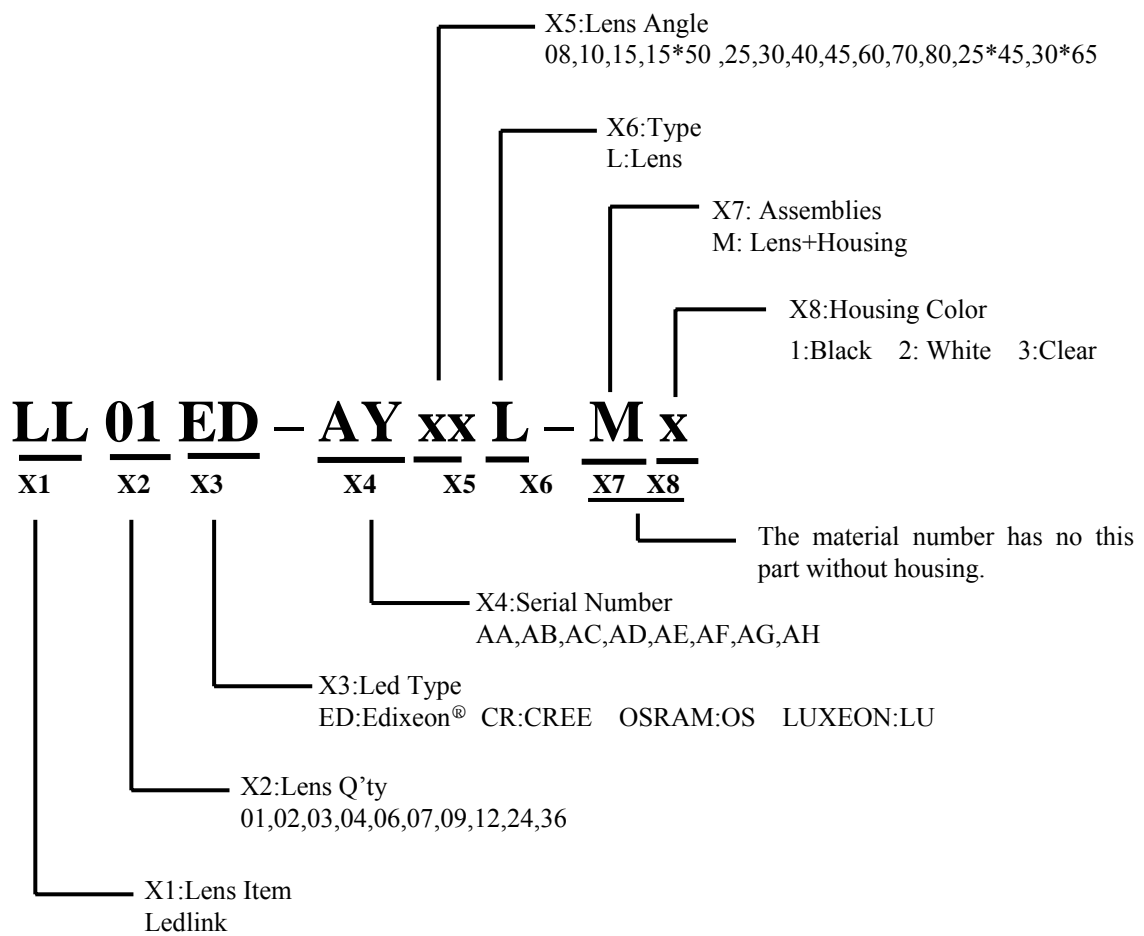 X5:Lens Angle
08,10,15,15*50 ,25,30,40,45,60,70,80,25*45,30*65
X6:Type
L:Lens
X7: Assemblies
M: Lens+Housing
X8:Housing Color
1:Black 2: White 3:Clear
LL 01 ED – AY xx L – M x
X1 X2 X3 X4 X5 X6 X7 X8
The material number has no this
part without housing.
X4:Serial Number
AA,AB,AC,AD,AE,AF,AG,AH
X3:Led Type
ED:Edixeon® CR:CREE OSRAM:OS LUXEON:LU
X2:Lens Q’ty
01,02,03,04,06,07,09,12,24,36
X1:Lens Item
Ledlink